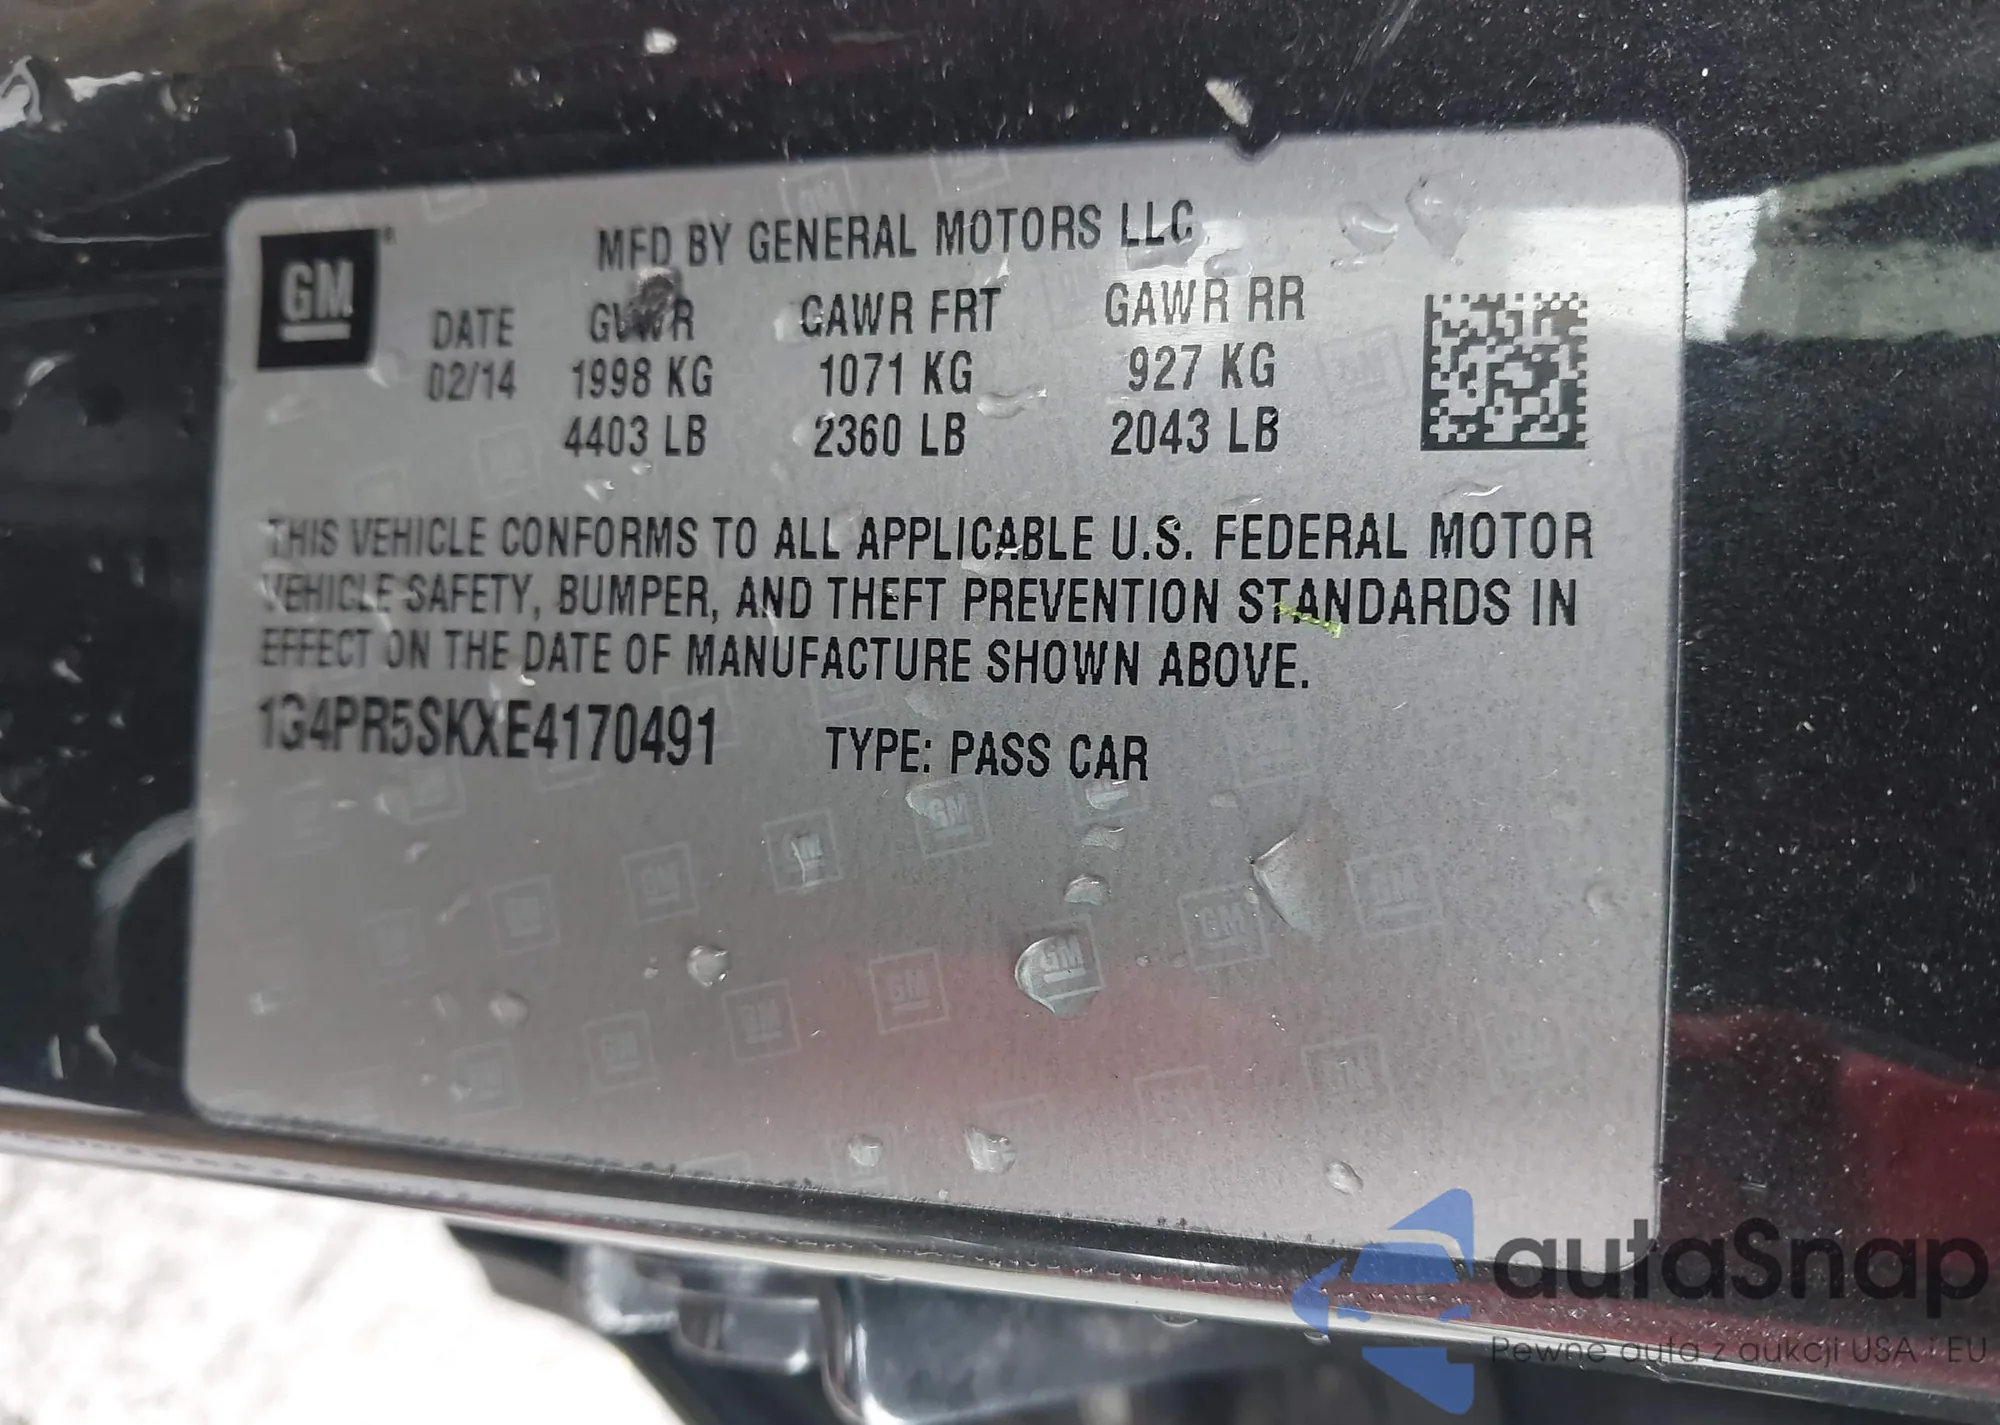 GM
MFD BY GENERAL MOTORS LLC
DATE GVWR GAWR FRT GAWR RR
02/14 1998 KG 1071 KG 927 KG
4403 LB 2360 LB 2043 LB
THIS VEHICLE CONFORMS TO ALL APPLICABLE U.S. FEDERAL MOTOR
VEHICLE SAFETY, BUMPER, AND THEFT PREVENTION STANDARDS IN
EFFECT ON THE DATE OF MANUFACTURE SHOWN ABOVE.
1G4PR5SKXE4170491 TYPE: PASS CAR
autaSnap
Pewne auta z aukcji USA i EU